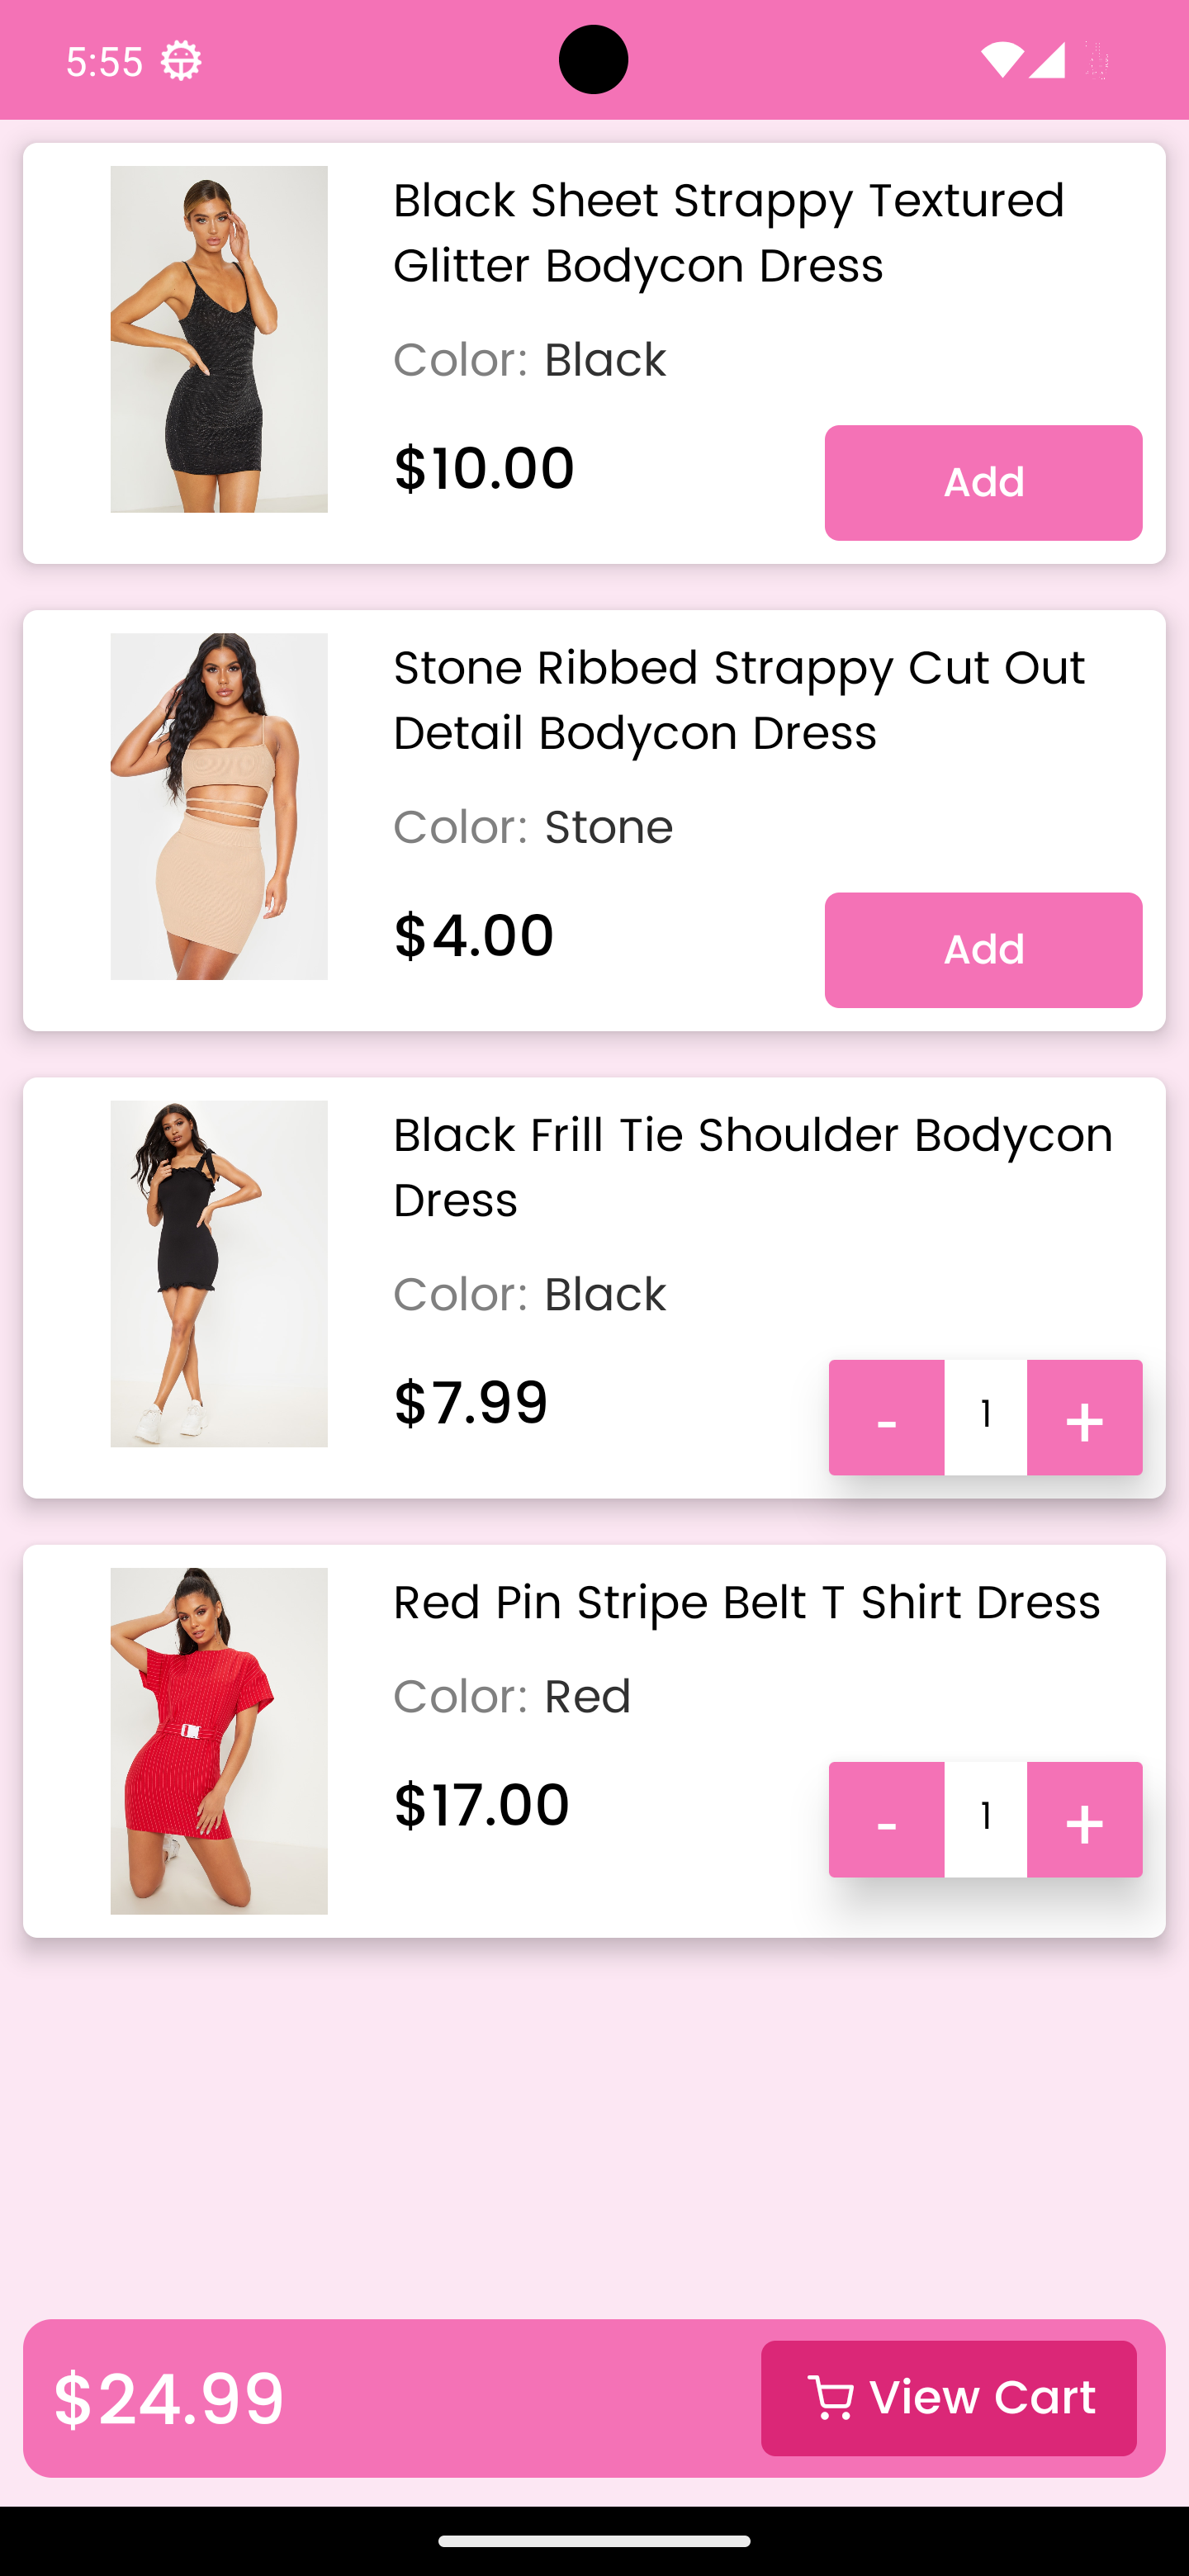 5:55
Black Sheet Strappy Textured
Glitter Bodycon Dress
Color: Black
$10.00
Add
Stone Ribbed Strappy Cut Out
Detail Bodycon Dress
Color: Stone
$4.00
Add
Black Frill Tie Shoulder Bodycon
Dress
Color: Black
$7.99
- 1 +
Red Pin Stripe Belt T Shirt Dress
Color: Red
$17.00
- 1 +
$24.99
View Cart